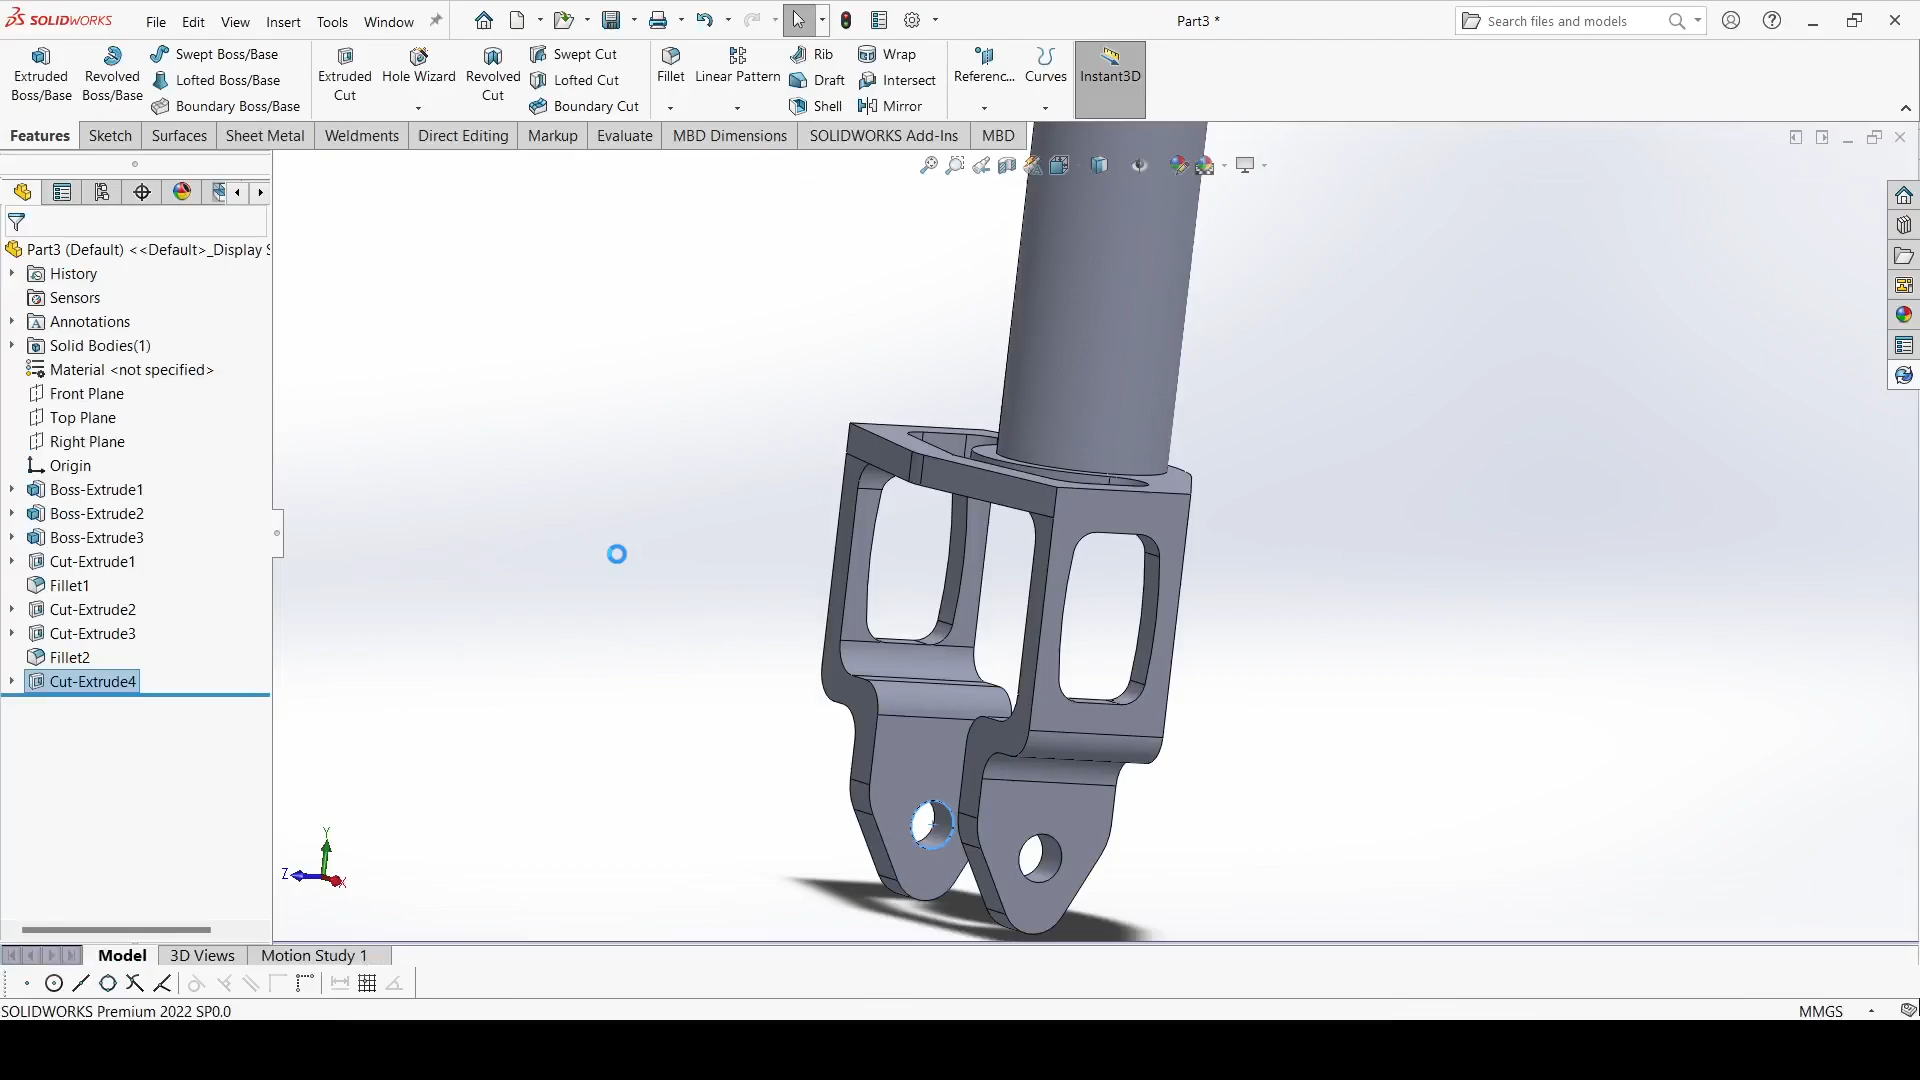 SOLIDWORKS File Edit View Insert Tools Window Part3 * Search files and models
Extruded Boss/Base
Revolved Boss/Base
Swept Boss/Base
Lofted Boss/Base
Boundary Boss/Base
Extruded Cut
Hole Wizard
Revolved Cut
Swept Cut
Lofted Cut
Boundary Cut
Fillet
Linear Pattern
Rib
Draft
Shell
Wrap
Intersect
Mirror
Referenc...
Curves
Instant3D
Features Sketch Surfaces Sheet Metal Weldments Direct Editing Markup Evaluate MBD Dimensions SOLIDWORKS Add-Ins MBD
Part3 (Default) <<Default>_Display S
History
Sensors
Annotations
Solid Bodies(1)
Material <not specified>
Front Plane
Top Plane
Right Plane
Origin
Boss-Extrude1
Boss-Extrude2
Boss-Extrude3
Cut-Extrude1
Fillet1
Cut-Extrude2
Cut-Extrude3
Fillet2
Cut-Extrude4
Y
Z
X
Model 3D Views Motion Study 1
SOLIDWORKS Premium 2022 SP0.0 MMGS